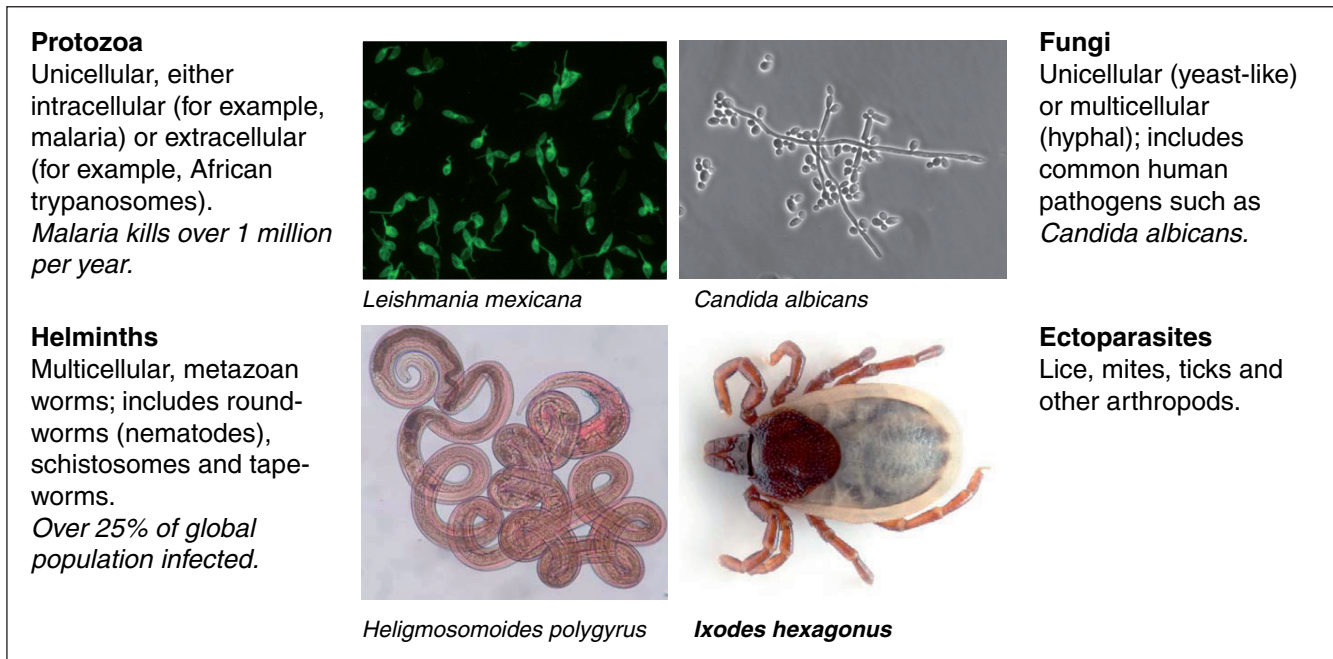 Protozoa
Unicellular, either
intracellular (for example,
malaria) or extracellular
(for example, African
trypanosomes).
Malaria kills over 1 million
per year.
Leishmania mexicana
Candida albicans
Fungi
Unicellular (yeast-like)
or multicellular
(hyphal); includes
common human
pathogens such as
Candida albicans.
Helminths
Multicellular, metazoan
worms; includes round-
worms (nematodes),
schistosomes and tape-
worms.
Over 25% of global
population infected.
Heligmosomoides polygyrus
Ixodes hexagonus
Ectoparasites
Lice, mites, ticks and
other arthropods.